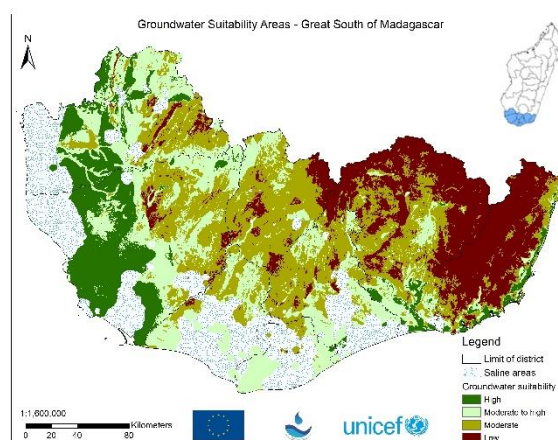 Groundwater Suitability Areas - Great South of Madagascar
N
Legend
Limit of district
Saline areas
Groundwater suitability
High
Moderate to high
Moderate
Low
1:1,600,000
Kilometers
0 20 40 80
unicef